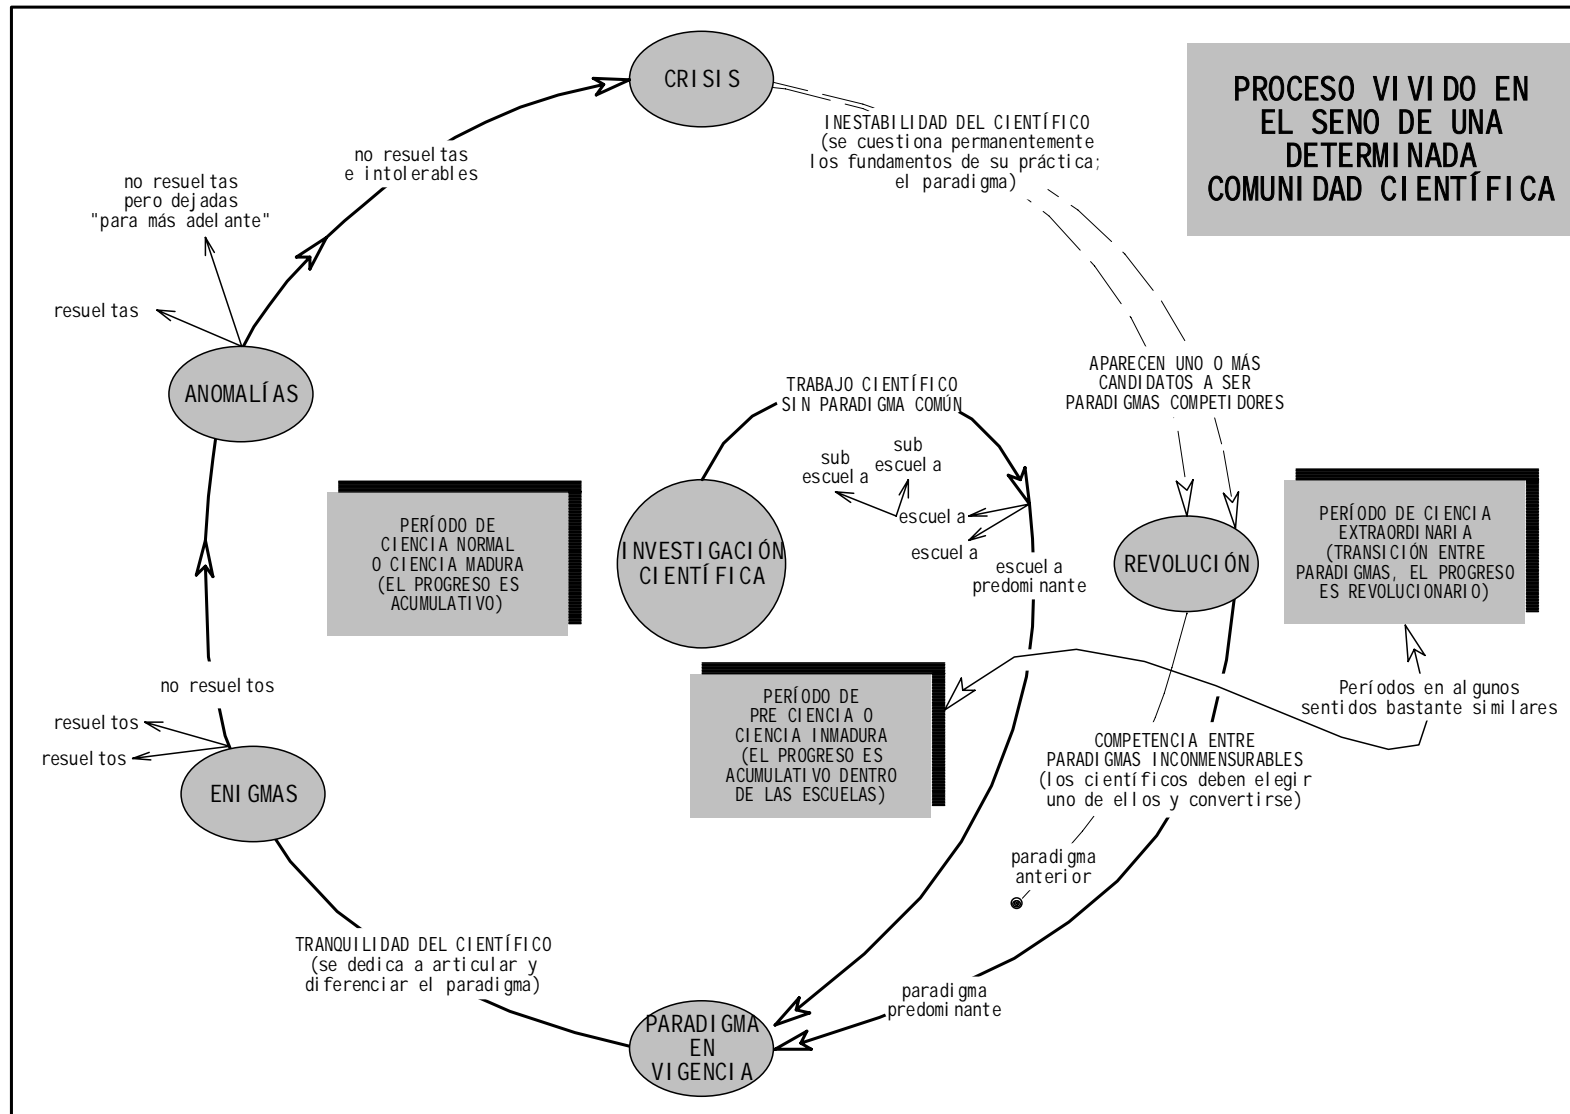 CRISIS
PROCESO VIVIDO EN
EL SENO DE UNA
DETERMINADA
COMUNIDAD CIENTÍFICA
INESTABILIDAD DEL CIENTÍFICO
(se cuestiona permanentemente
los fundamentos de su práctica;
el paradigma)
no resueltas
e intolerables
no resueltas
pero dejadas
"para más adelante"
resueltas
ANOMALÍAS
APARECEN UNO O MÁS
CANDIDATOS A SER
PARADIGMAS COMPETIDORES
TRABAJO CIENTÍFICO
SIN PARADIGMA COMÚN
sub
escuela
sub
escuela
escuela
escuela
escuela
predominante
INVESTIGACIÓN
CIENTÍFICA
PERÍODO DE
CIENCIA NORMAL
O CIENCIA MADURA
(EL PROGRESO ES
ACUMULATIVO)
REVOLUCIÓN
PERÍODO DE CIENCIA
EXTRAORDINARIA
(TRANSICIÓN ENTRE
PARADIGMAS, EL PROGRESO
ES REVOLUCIONARIO)
no resueltos
resueltos
resueltos
ENIGMAS
PERÍODO DE
PRE CIENCIA O
CIENCIA INMADURA
(EL PROGRESO ES
ACUMULATIVO DENTRO
DE LAS ESCUELAS)
Períodos en algunos
sentidos bastante similares
COMPETENCIA ENTRE
PARADIGMAS INCONMENSURABLES
(los científicos deben elegir
uno de ellos y convertirse)
paradigma
anterior
TRANQUILIDAD DEL CIENTÍFICO
(se dedica a articular y
diferenciar el paradigma)
paradigma
predominante
PARADIGMA
EN
VIGENCIA